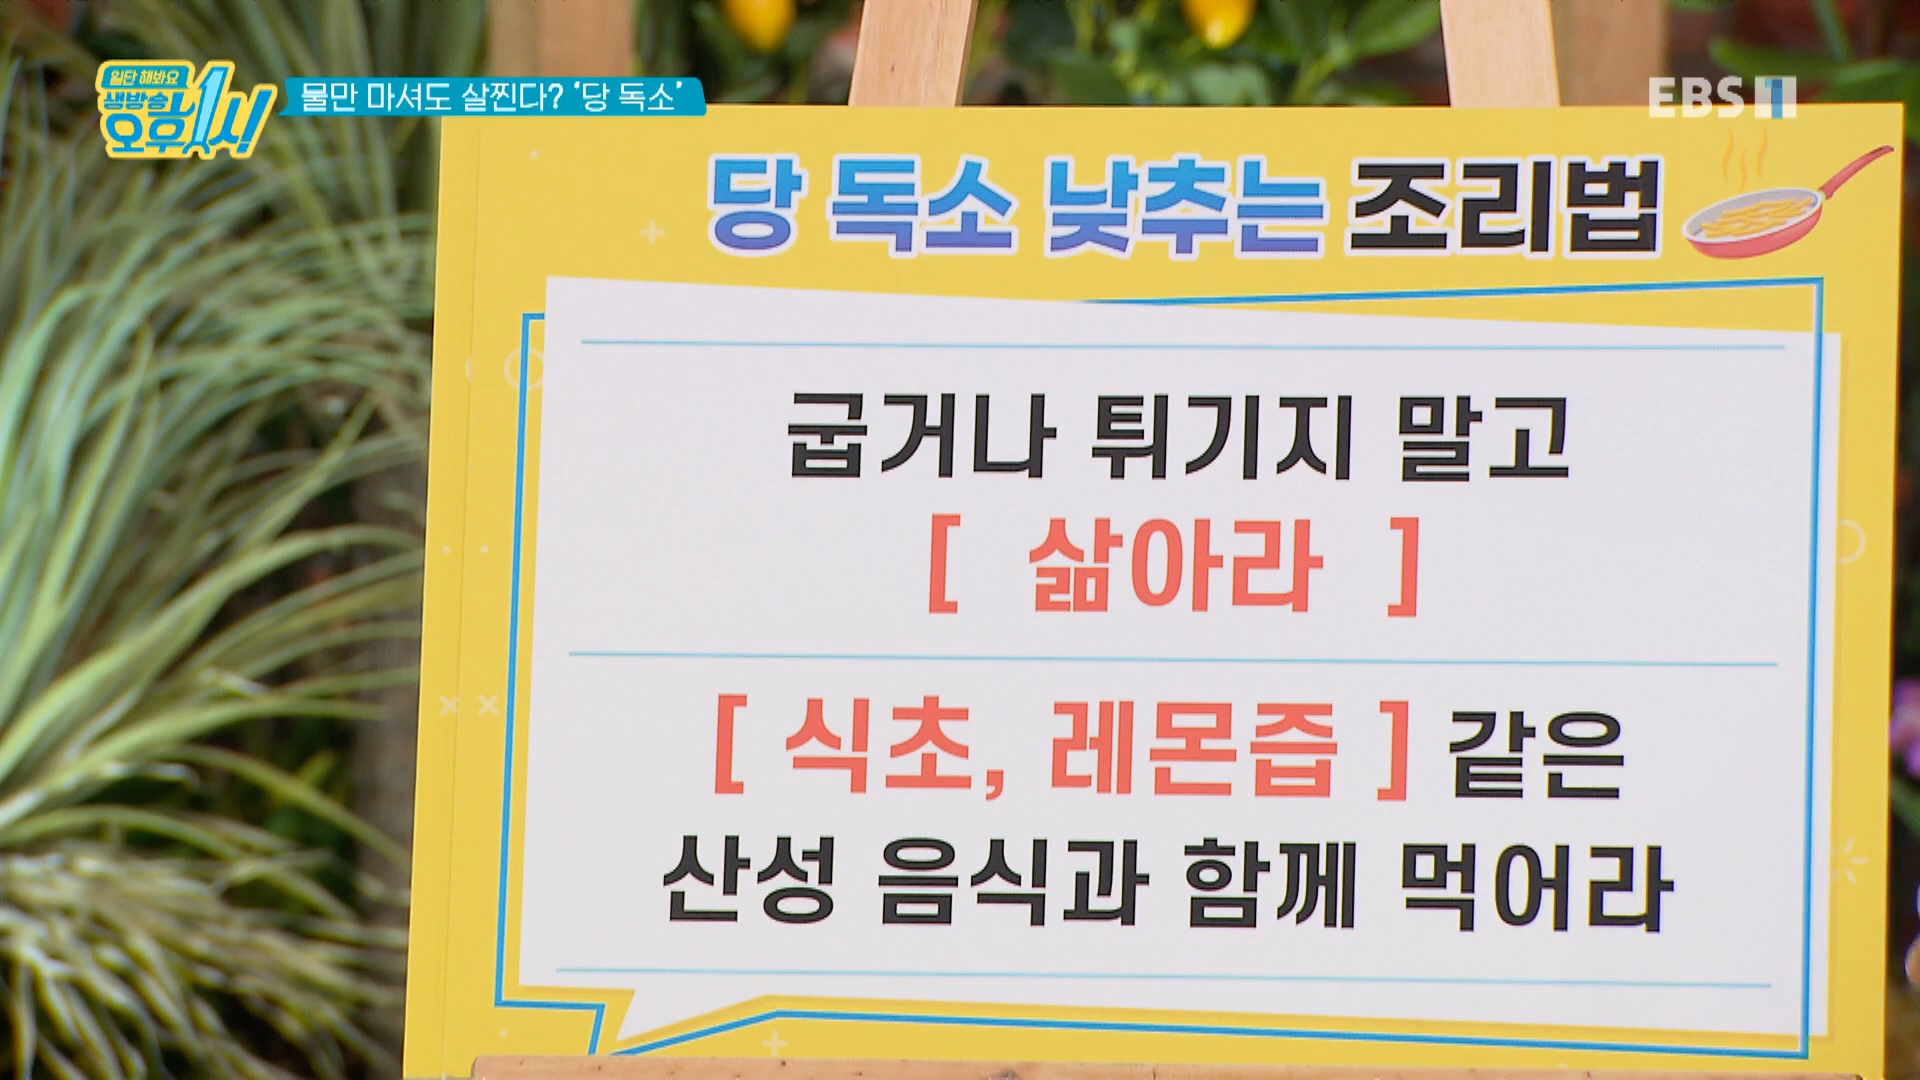 일단 해봐요
생방송
오후1시!
물만 마셔도 살찐다? '당 독소'
EBS 1
당 독소 낮추는 조리법
굽거나 튀기지 말고
[ 삶아라 ]
[ 식초, 레몬즙 ] 같은
산성 음식과 함께 먹어라